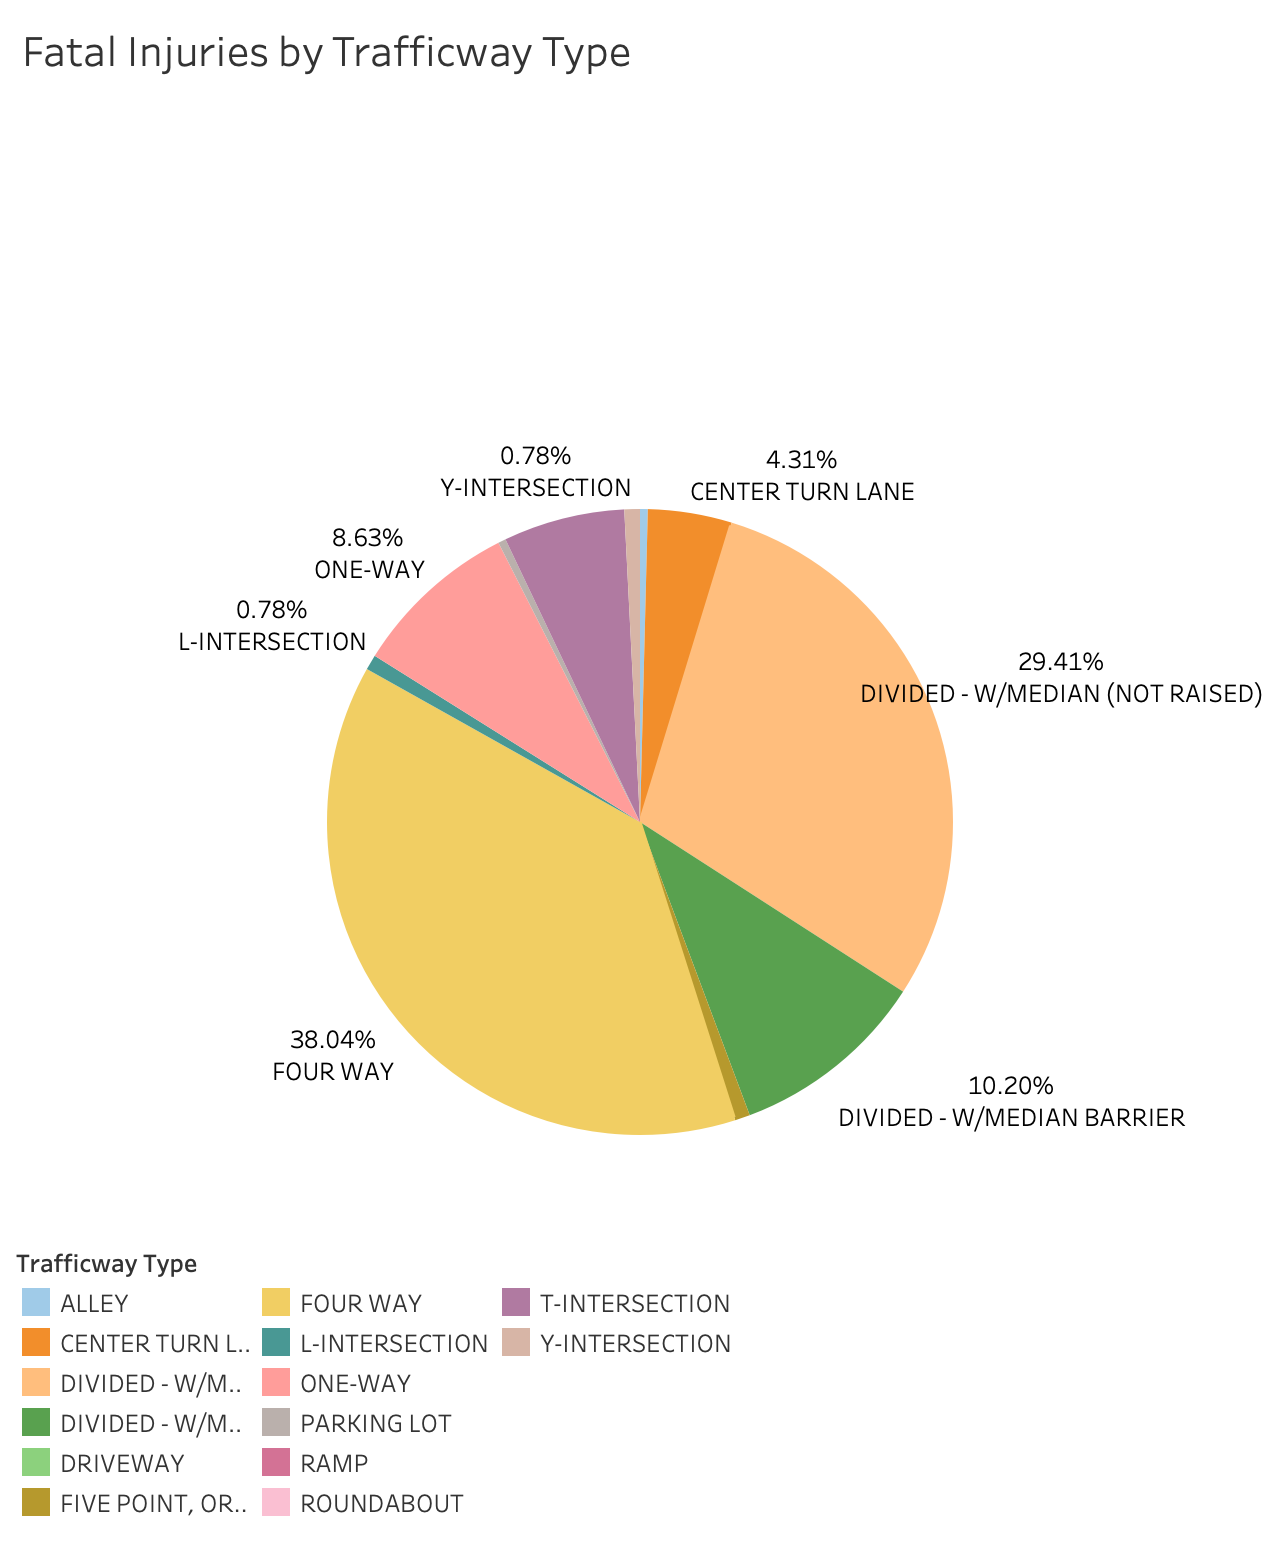 Fatal Injuries by Trafficway Type
0.78%
Y-INTERSECTION
4.31%
CENTER TURN LANE
8.63%
ONE-WAY
0.78%
L-INTERSECTION
29.41%
DIVIDED - W/MEDIAN (NOT RAISED)
38.04%
FOUR WAY
10.20%
DIVIDED - W/MEDIAN BARRIER
Trafficway Type
ALLEY
CENTER TURN L..
DIVIDED - W/M..
DIVIDED - W/M..
DRIVEWAY
FIVE POINT, OR..
FOUR WAY
L-INTERSECTION
ONE-WAY
PARKING LOT
RAMP
ROUNDABOUT
T-INTERSECTION
Y-INTERSECTION